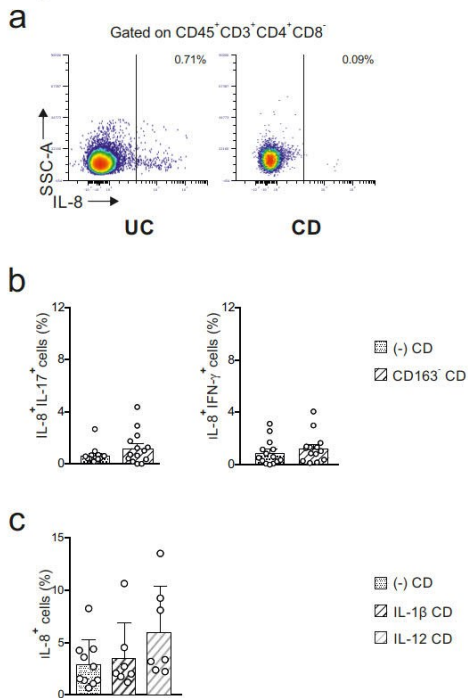 a
Gated on CD45⁺CD3⁺CD4⁺CD8⁻
0.71%
0.09%
SSC-A
IL-8
UC
CD
b
IL-8⁺IL-17⁺cells (%)
12
8
4
0
IL-8⁺IFN-γ⁺cells (%)
12
8
4
0
(-) CD
CD163⁻ CD
c
IL-8⁺ cells (%)
15
10
5
0
(-) CD
IL-1β CD
IL-12 CD